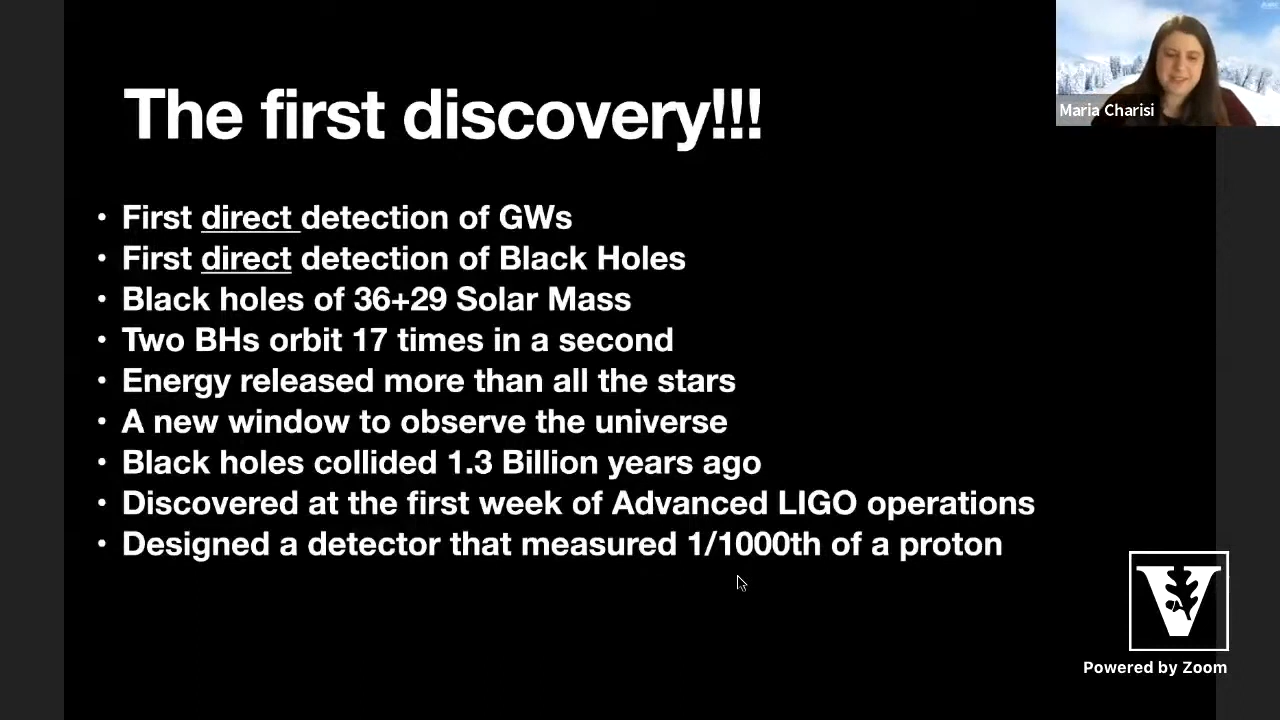 The first discovery!!!
Maria Charisi
• First direct detection of GWs
• First direct detection of Black Holes
• Black holes of 36+29 Solar Mass
• Two BHs orbit 17 times in a second
• Energy released more than all the stars
• A new window to observe the universe
• Black holes collided 1.3 Billion years ago
• Discovered at the first week of Advanced LIGO operations
• Designed a detector that measured 1/1000th of a proton
V
Powered by Zoom